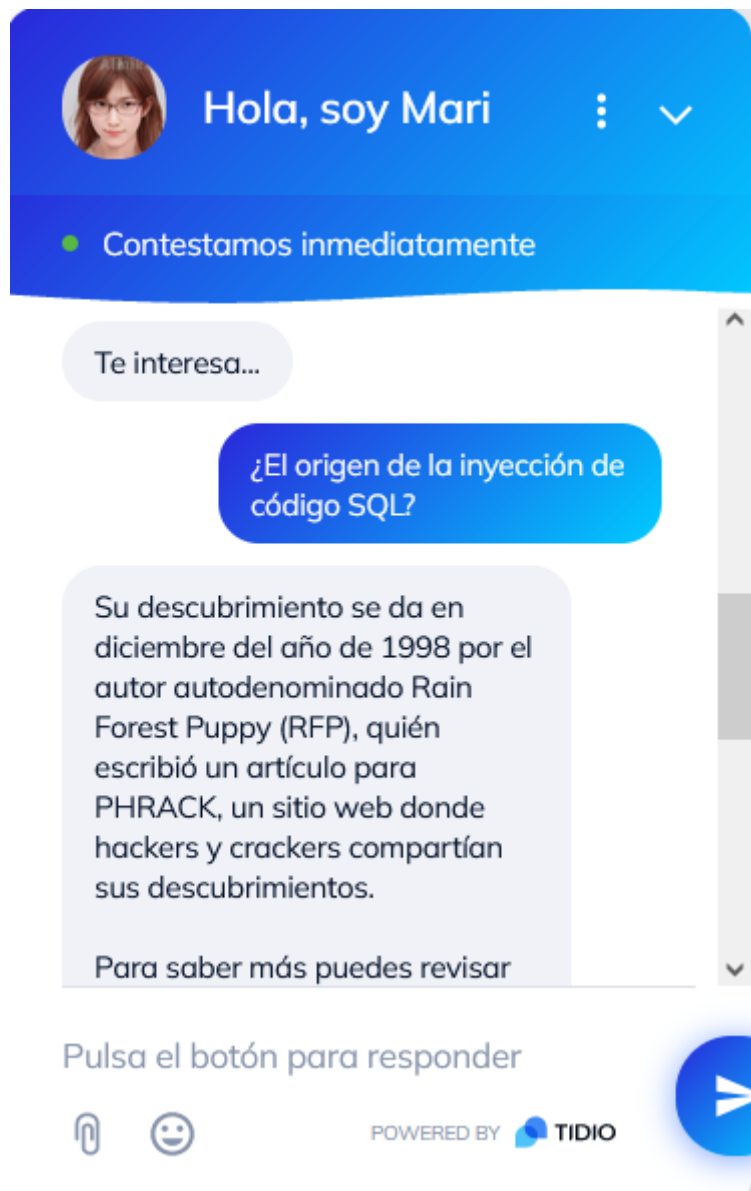 Hola, soy Mari
Contestamos inmediatamente
Te interesa...
¿El origen de la inyección de
código SQL?
Su descubrimiento se da en
diciembre del año de 1998 por el
autor autodenominado Rain
Forest Puppy (RFP), quién
escribió un artículo para
PHRACK, un sitio web donde
hackers y crackers compartían
sus descubrimientos.
Para saber más puedes revisar
Pulsa el botón para responder
POWERED BY TIDIO